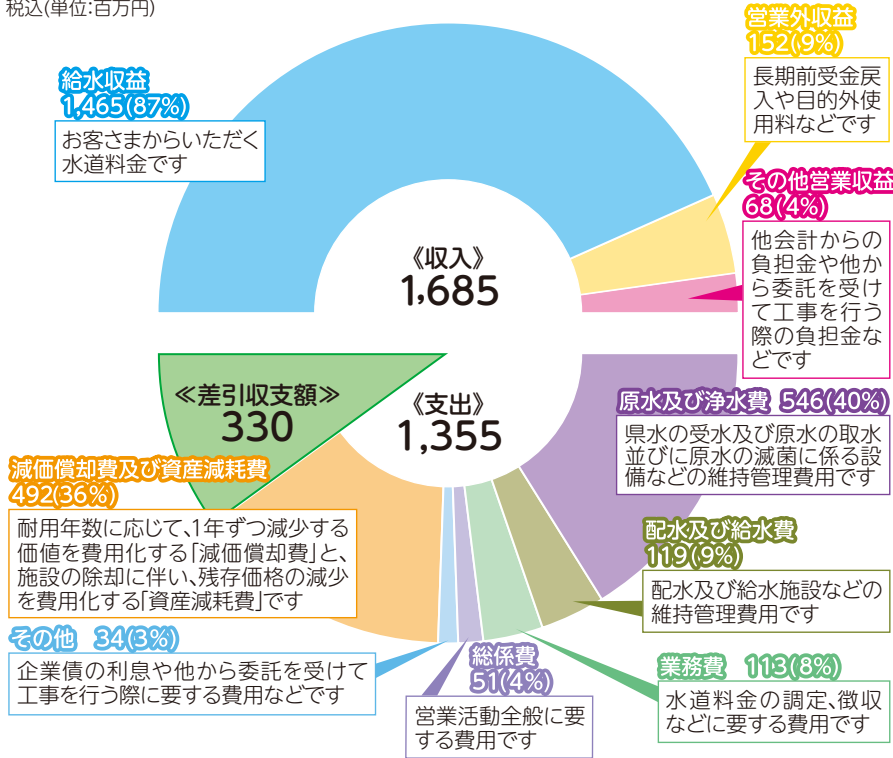 税込(単位:百万円)
給水収益
1,465(87%)
お客さまからいただく
水道料金です
営業外収益
152(9%)
長期前受金戻
入や目的外使
用料などです
その他営業収益
68(4%)
他会計からの
負担金や他か
ら委託を受け
て工事を行う
際の負担金な
どです
《収入》
1,685
≪差引収支額≫
330
《支出》
1,355
原水及び浄水費 546(40%)
県水の受水及び原水の取水
並びに原水の滅菌に係る設
備などの維持管理費用です
配水及び給水費
119(9%)
配水及び給水施設などの
維持管理費用です
業務費 113(8%)
水道料金の調定、徴収
などに要する費用です
総係費
51(4%)
営業活動全般に要
する費用です
その他 34(3%)
企業債の利息や他から委託を受けて
工事を行う際に要する費用などです
減価償却費及び資産減耗費
492(36%)
耐用年数に応じて、1年ずつ減少する
価値を費用化する「減価償却費」と、
施設の除却に伴い、残存価格の減少
を費用化する「資産減耗費」です